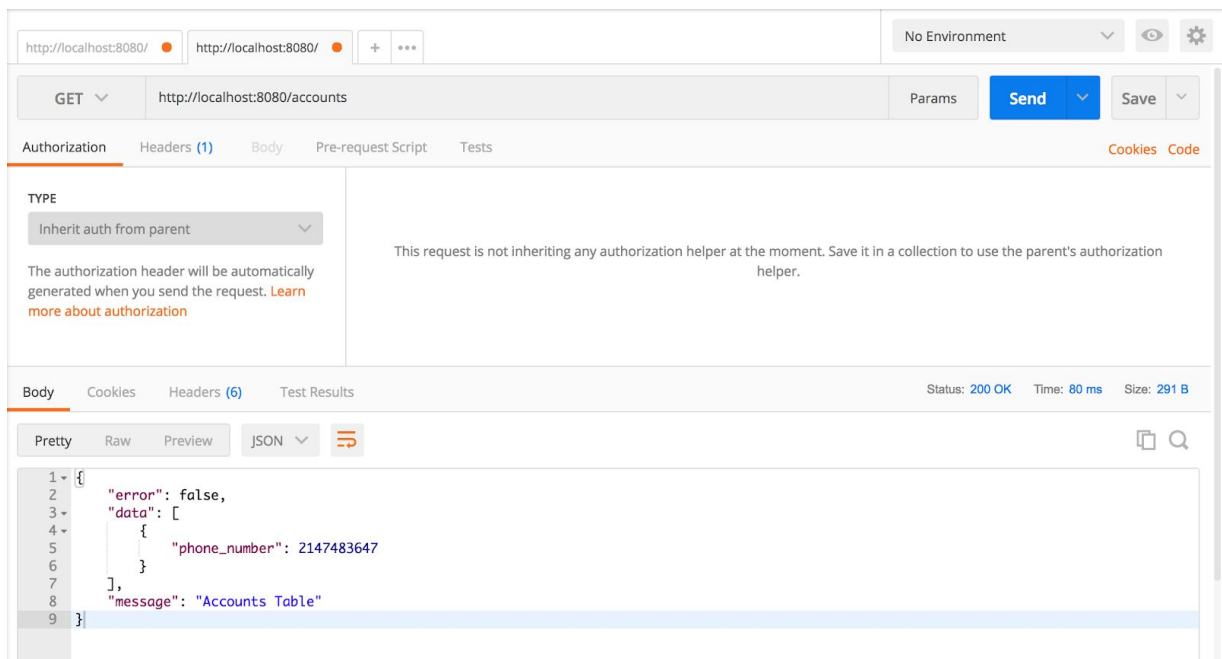 http://localhost:8080/ http://localhost:8080/ + ••• No Environment
GET http://localhost:8080/accounts Params Send Save
Authorization Headers (1) Body Pre-request Script Tests Cookies Code
TYPE
Inherit auth from parent
The authorization header will be automatically
generated when you send the request. Learn
more about authorization
This request is not inheriting any authorization helper at the moment. Save it in a collection to use the parent's authorization
helper.
Body Cookies Headers (6) Test Results Status: 200 OK Time: 80 ms Size: 291 B
Pretty Raw Preview JSON
1 {
2 "error": false,
3 "data": [
4 {
5 "phone_number": 2147483647
6 }
7 ],
8 "message": "Accounts Table"
9 }